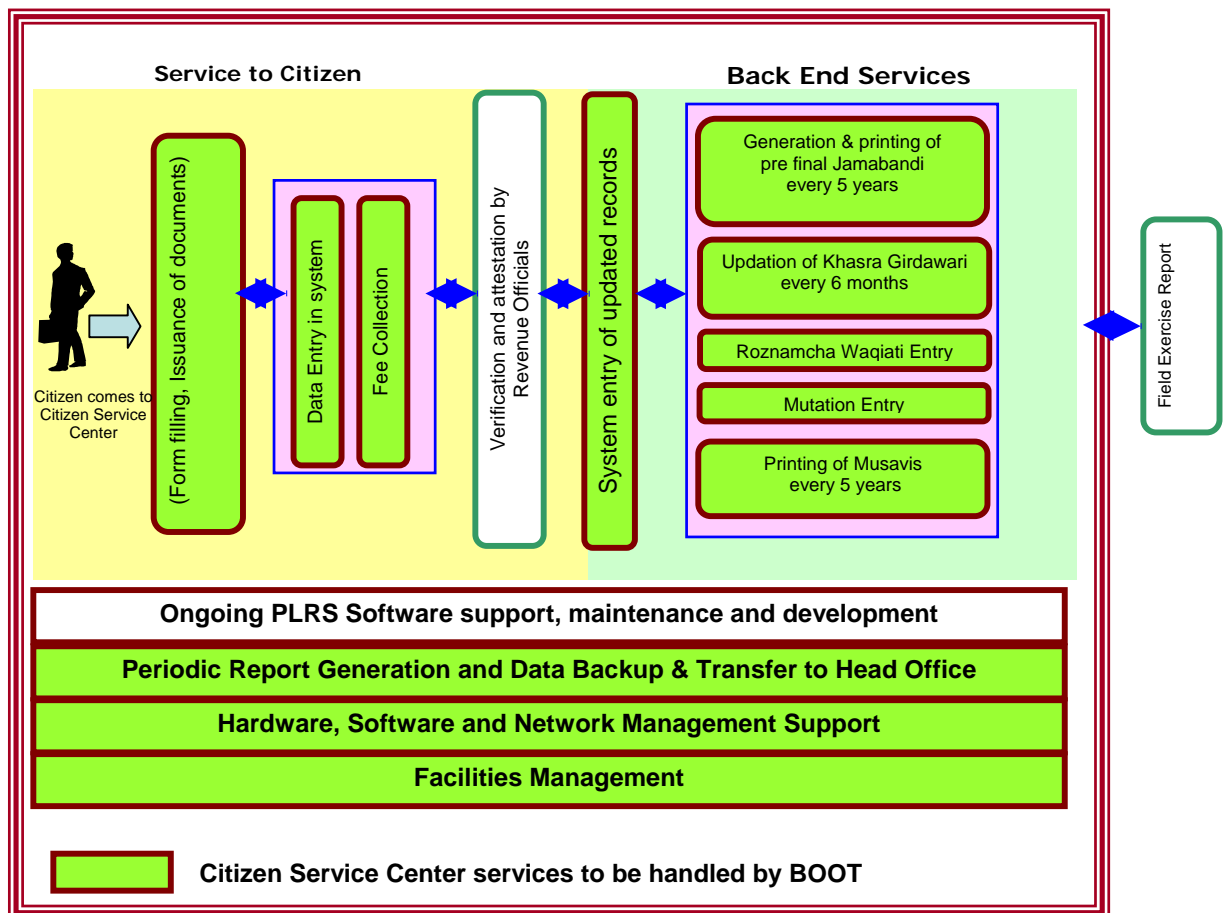 Service to Citizen
Back End Services
Citizen comes to
Citizen Service
Center
(Form filling, Issuance of documents)
Data Entry in system
Fee Collection
Verification and attestation by
Revenue Officials
System entry of updated records
Generation & printing of
pre final Jamabandi
every 5 years
Updation of Khasra Girdawari
every 6 months
Roznamcha Waqiati Entry
Mutation Entry
Printing of Musavis
every 5 years
Field Exercise Report
Ongoing PLRS Software support, maintenance and development
Periodic Report Generation and Data Backup & Transfer to Head Office
Hardware, Software and Network Management Support
Facilities Management
Citizen Service Center services to be handled by BOOT